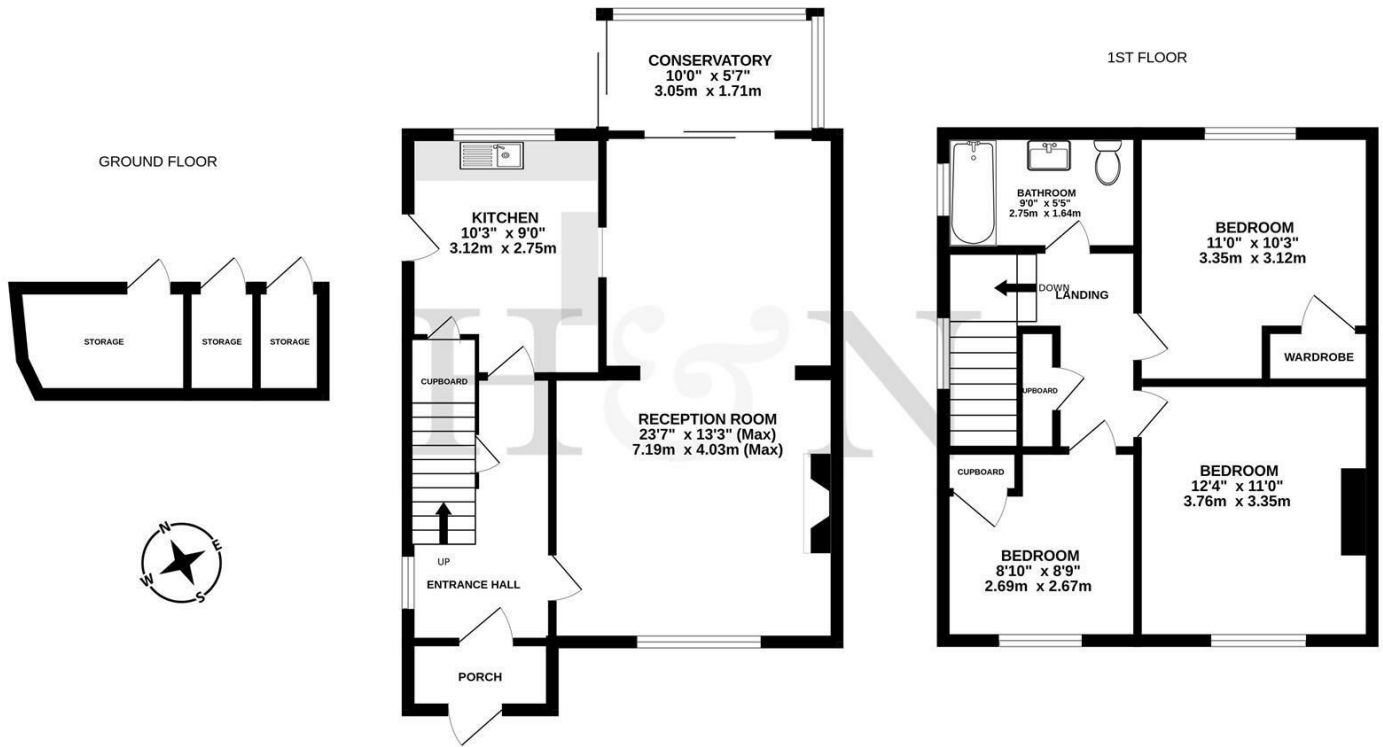 GROUND FLOOR
STORAGE
STORAGE
STORAGE
N
E
S
W
CONSERVATORY
10'0" x 5'7"
3.05m x 1.71m
KITCHEN
10'3" x 9'0"
3.12m x 2.75m
CUPBOARD
RECEPTION ROOM
23'7" x 13'3" (Max)
7.19m x 4.03m (Max)
UP
ENTRANCE HALL
PORCH
H&N
1ST FLOOR
BATHROOM
9'0" x 5'5"
2.75m x 1.64m
BEDROOM
11'0" x 10'3"
3.35m x 3.12m
DOWN
LANDING
WARDROBE
UPBOARD
CUPBOARD
BEDROOM
12'4" x 11'0"
3.76m x 3.35m
BEDROOM
8'10" x 8'9"
2.69m x 2.67m